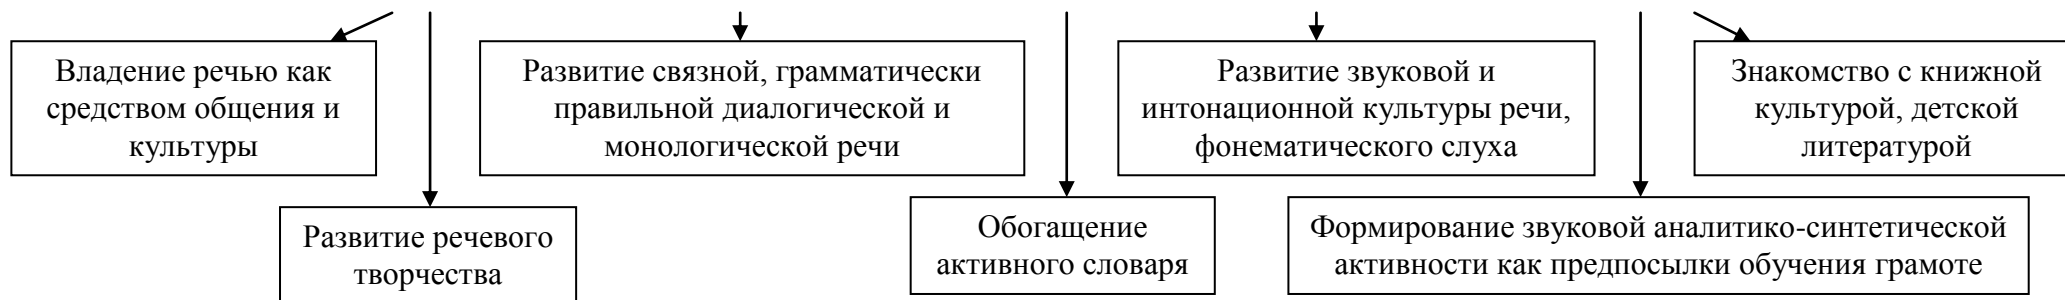 Владение речью как
средством общения и
культуры
Развитие связной, грамматически
правильной диалогической и
монологической речи
Развитие звуковой и
интонационной культуры речи,
фонематического слуха
Знакомство с книжной
культурой, детской
литературой
Развитие речевого
творчества
Обогащение
активного словаря
Формирование звуковой аналитико-синтетической
активности как предпосылки обучения грамоте